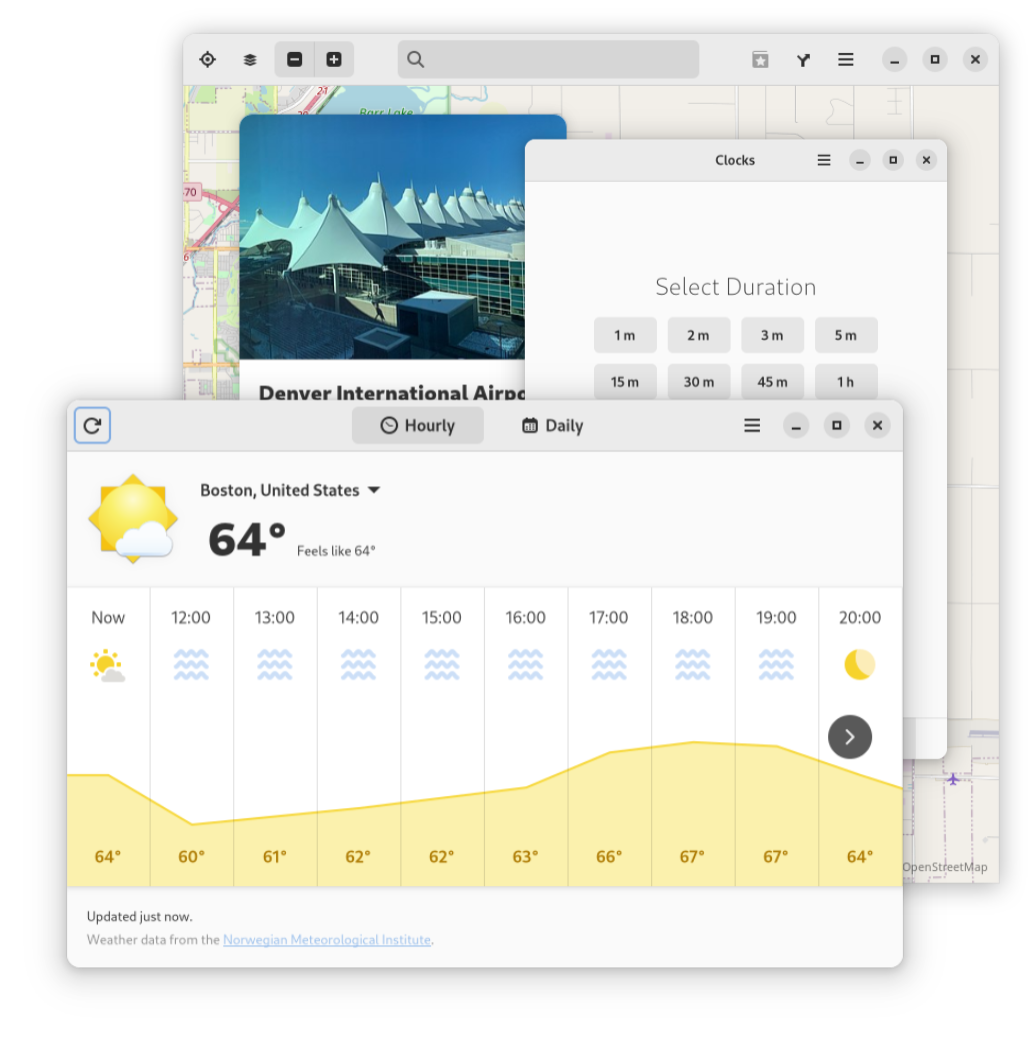 Barr Lake
70
Denver International Airpo
Clocks
Select Duration
1 m 2 m 3 m 5 m
15 m 30 m 45 m 1 h
Hourly Daily
Boston, United States
64° Feels like 64°
Now 12:00 13:00 14:00 15:00 16:00 17:00 18:00 19:00 20:00
64° 60° 61° 62° 62° 63° 66° 67° 67° 64°
OpenStreetMap
Updated just now.
Weather data from the Norwegian Meteorological Institute.